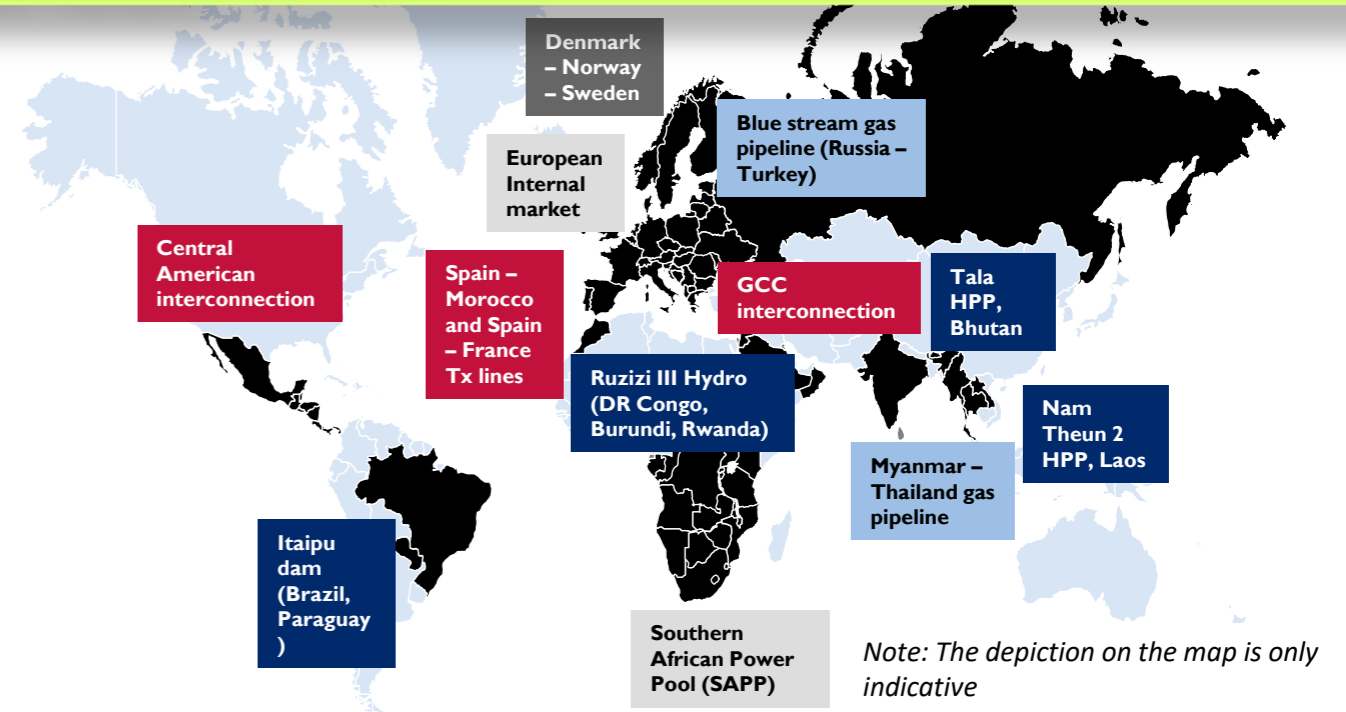 Denmark
– Norway
– Sweden
Blue stream gas
pipeline (Russia –
Turkey)
European
Internal
market
Central
American
interconnection
Spain –
Morocco
and Spain
– France
Tx lines
GCC
interconnection
Tala
HPP,
Bhutan
Ruzizi III Hydro
(DR Congo,
Burundi, Rwanda)
Nam
Theun 2
HPP, Laos
Myanmar –
Thailand gas
pipeline
Itaipu
dam
(Brazil,
Paraguay
)
Southern
African Power
Pool (SAPP)
Note: The depiction on the map is only
indicative